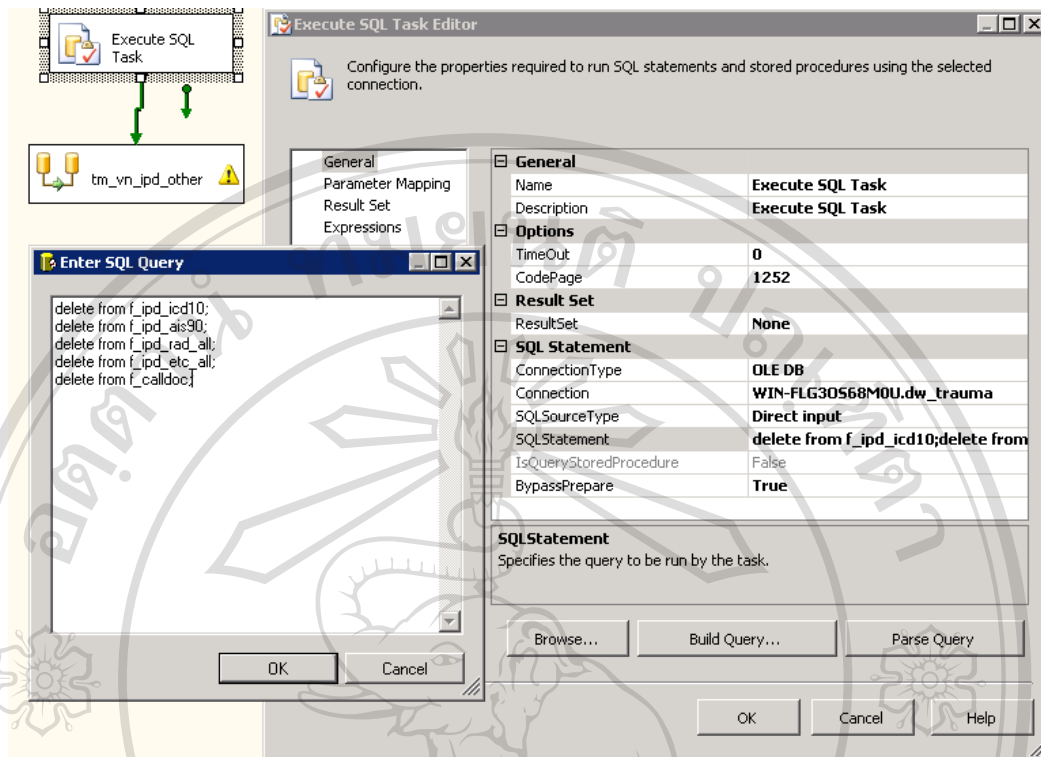 Execute SQL
Task
tm_vn_ipd_other
Execute SQL Task Editor
Configure the properties required to run SQL statements and stored procedures using the selected
connection.
General
Parameter Mapping
Result Set
Expressions
General
Name Execute SQL Task
Description Execute SQL Task
Options
TimeOut 0
CodePage 1252
Result Set
ResultSet None
SQL Statement
ConnectionType OLE DB
Connection WIN-FLG3OS68M0U.dw_trauma
SQLSourceType Direct input
SQLStatement delete from f_ipd_icd10;delete from
IsQueryStoredProcedure False
BypassPrepare True
SQLStatement
Specifies the query to be run by the task.
Browse...
Build Query...
Parse Query
OK
Cancel
Help
Enter SQL Query
delete from f_ipd_icd10;
delete from f_ipd_ais90;
delete from f_ipd_rad_all;
delete from f_ipd_etc_all;
delete from f_calldoc;
OK
Cancel